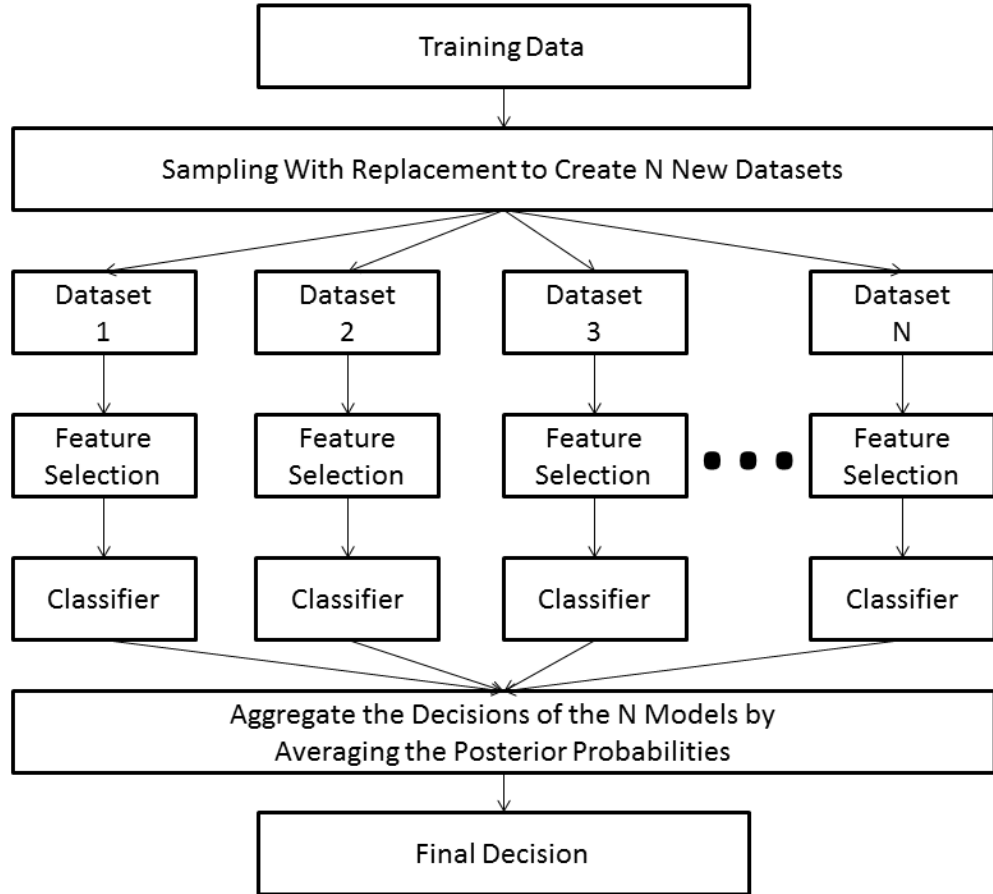 Training Data
Sampling With Replacement to Create N New Datasets
Dataset
1
Dataset
2
Dataset
3
Dataset
N
Feature
Selection
Feature
Selection
Feature
Selection
Feature
Selection
Classifier
Classifier
Classifier
Classifier
Aggregate the Decisions of the N Models by
Averaging the Posterior Probabilities
Final Decision